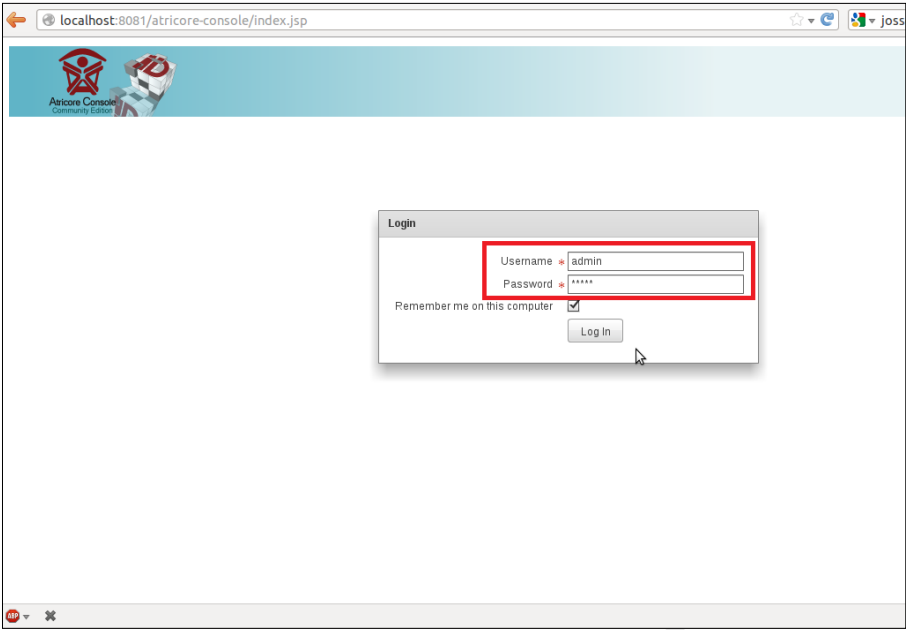 localhost:8081/atricore-console/index.jsp
joss
Atricore Console
Community Edition
Login
Username * admin
Password * *****
Remember me on this computer
Log In
ABP